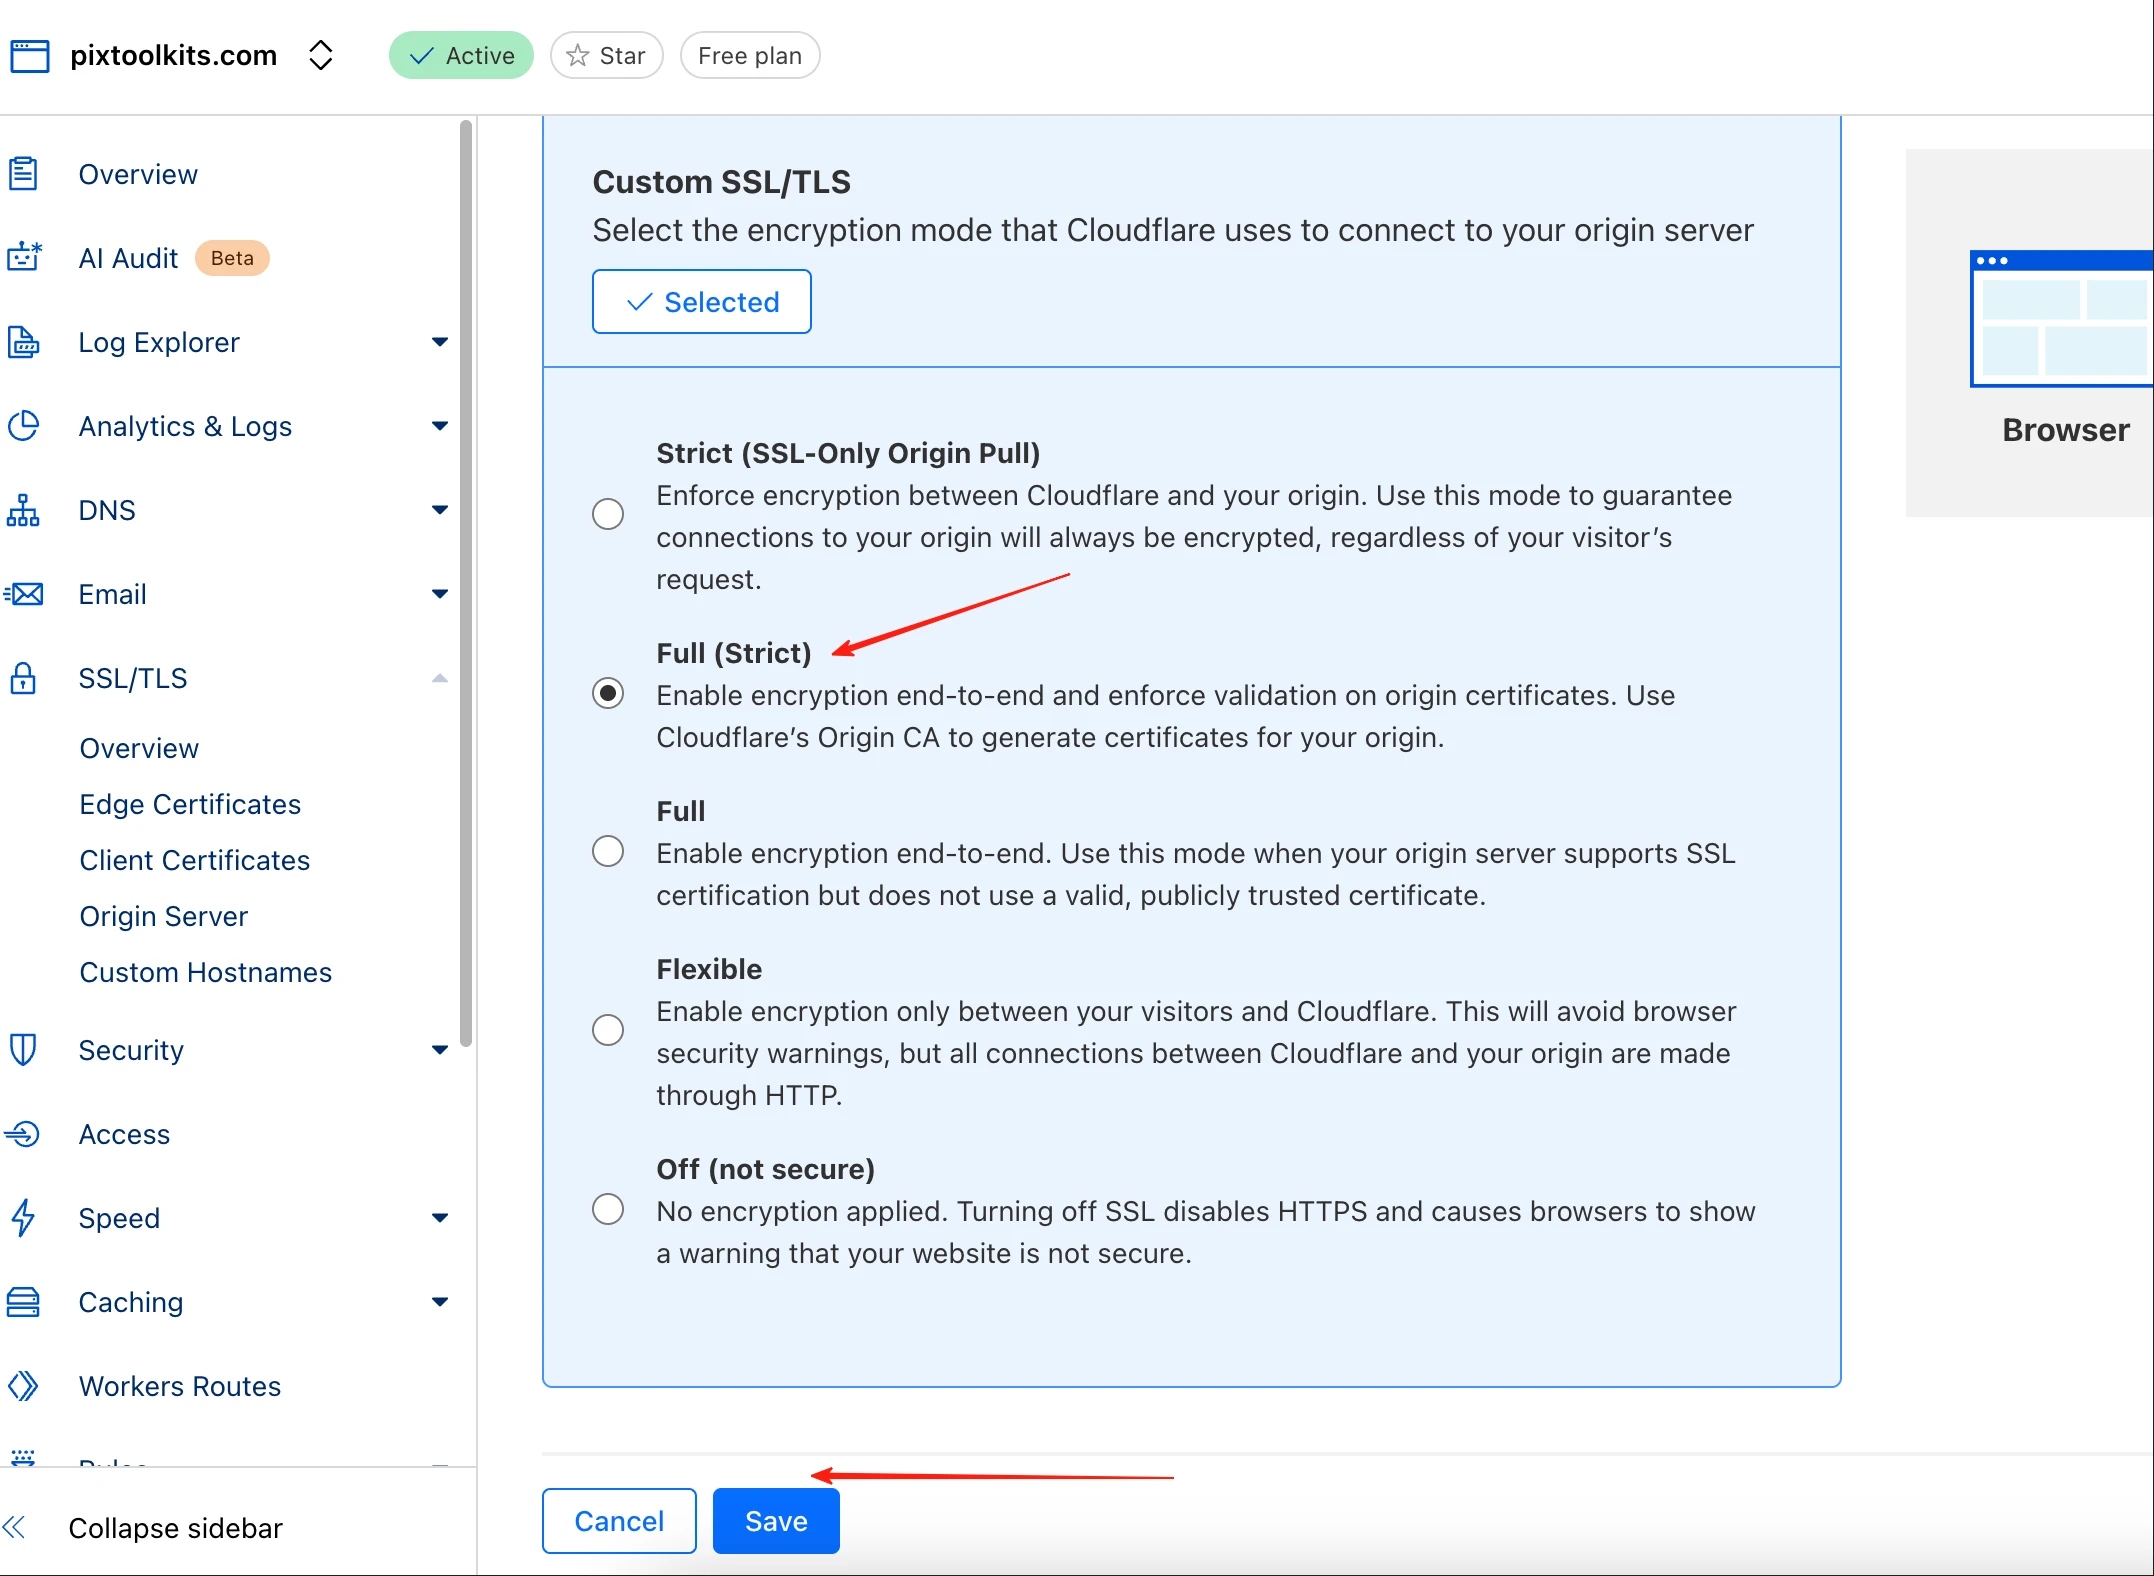 pixtoolkits.com
Active
Star
Free plan
Overview
AI Audit Beta
Log Explorer
Analytics & Logs
DNS
Email
SSL/TLS
Overview
Edge Certificates
Client Certificates
Origin Server
Custom Hostnames
Security
Access
Speed
Caching
Workers Routes
Rules
Collapse sidebar
Custom SSL/TLS
Select the encryption mode that Cloudflare uses to connect to your origin server
Selected
Strict (SSL-Only Origin Pull)
Enforce encryption between Cloudflare and your origin. Use this mode to guarantee
connections to your origin will always be encrypted, regardless of your visitor’s
request.
Full (Strict)
Enable encryption end-to-end and enforce validation on origin certificates. Use
Cloudflare’s Origin CA to generate certificates for your origin.
Full
Enable encryption end-to-end. Use this mode when your origin server supports SSL
certification but does not use a valid, publicly trusted certificate.
Flexible
Enable encryption only between your visitors and Cloudflare. This will avoid browser
security warnings, but all connections between Cloudflare and your origin are made
through HTTP.
Off (not secure)
No encryption applied. Turning off SSL disables HTTPS and causes browsers to show
a warning that your website is not secure.
Cancel
Save
Browser